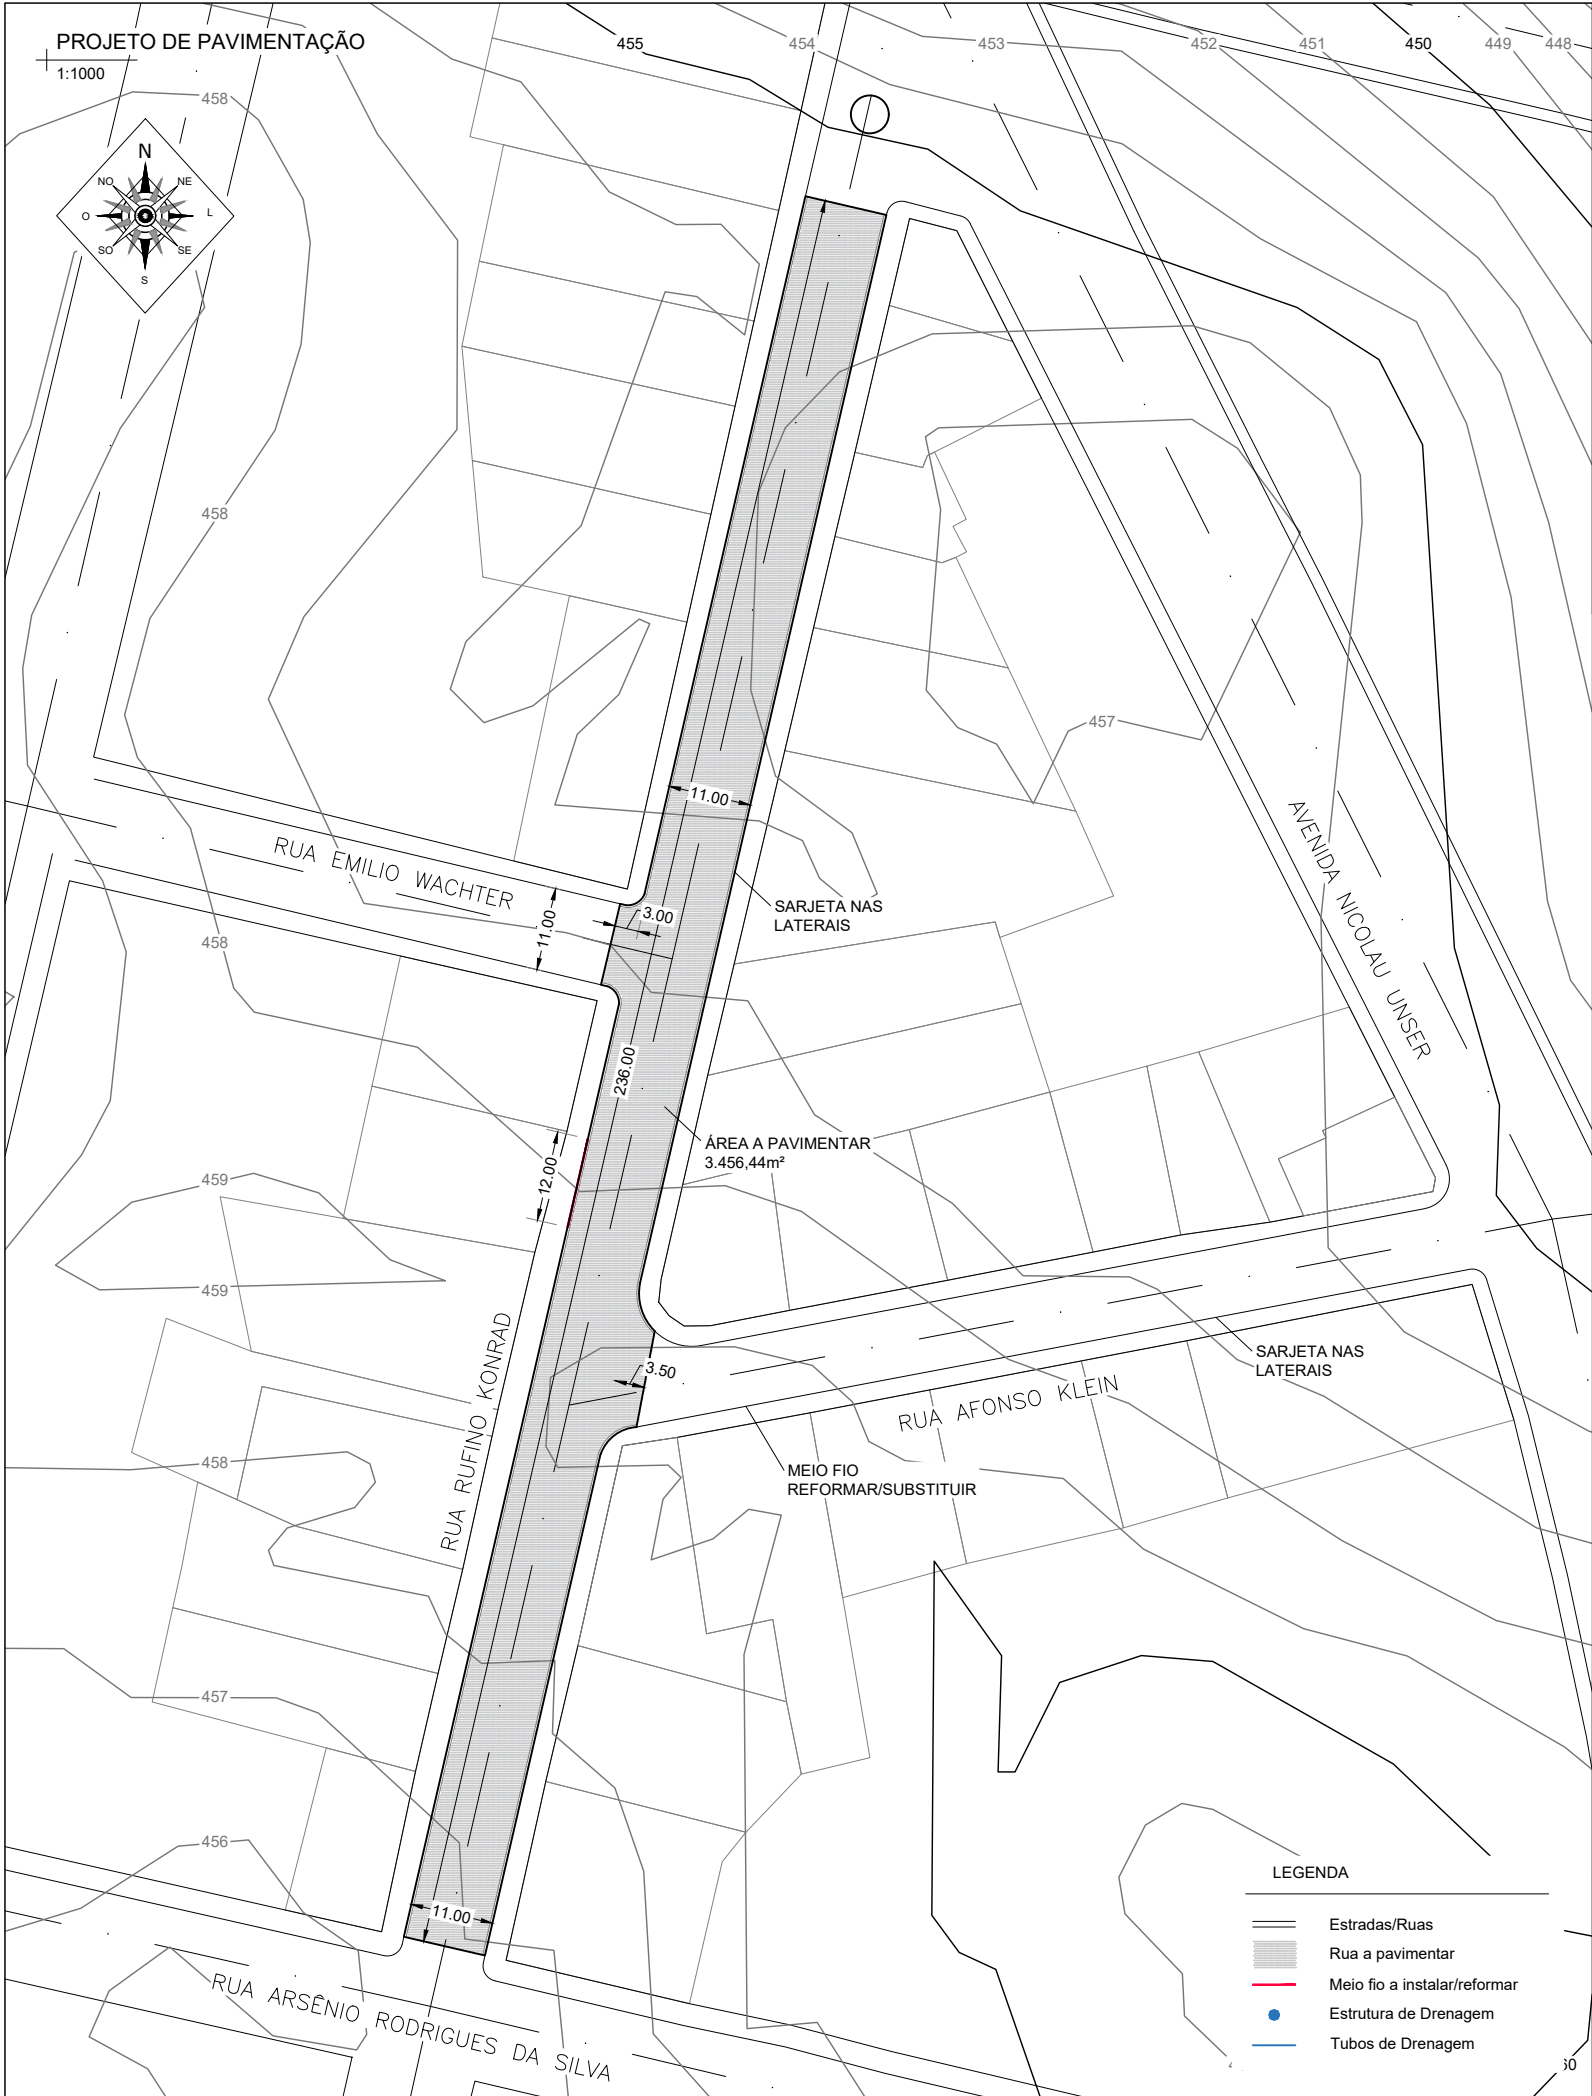 PROJETO DE PAVIMENTAÇÃO
1:1000
455
454
453
452
451
450
449
448
458
N
NO
NE
O
L
SO
SE
S
458
457
11.00
AVENIDA NICOLAU UNSER
RUA EMILIO WACHTER
11.00
3.00
SARJETA NAS
LATERAIS
458
236.00
ÁREA A PAVIMENTAR
3.456,44m²
12.00
459
459
RUA RUFINO KONRAD
3.50
SARJETA NAS
LATERAIS
RUA AFONSO KLEIN
458
MEIO FIO
REFORMAR/SUBSTITUIR
457
456
11.00
RUA ARSÊNIO RODRIGUES DA SILVA
LEGENDA
Estradas/Ruas
Rua a pavimentar
Meio fio a instalar/reformar
Estrutura de Drenagem
Tubos de Drenagem